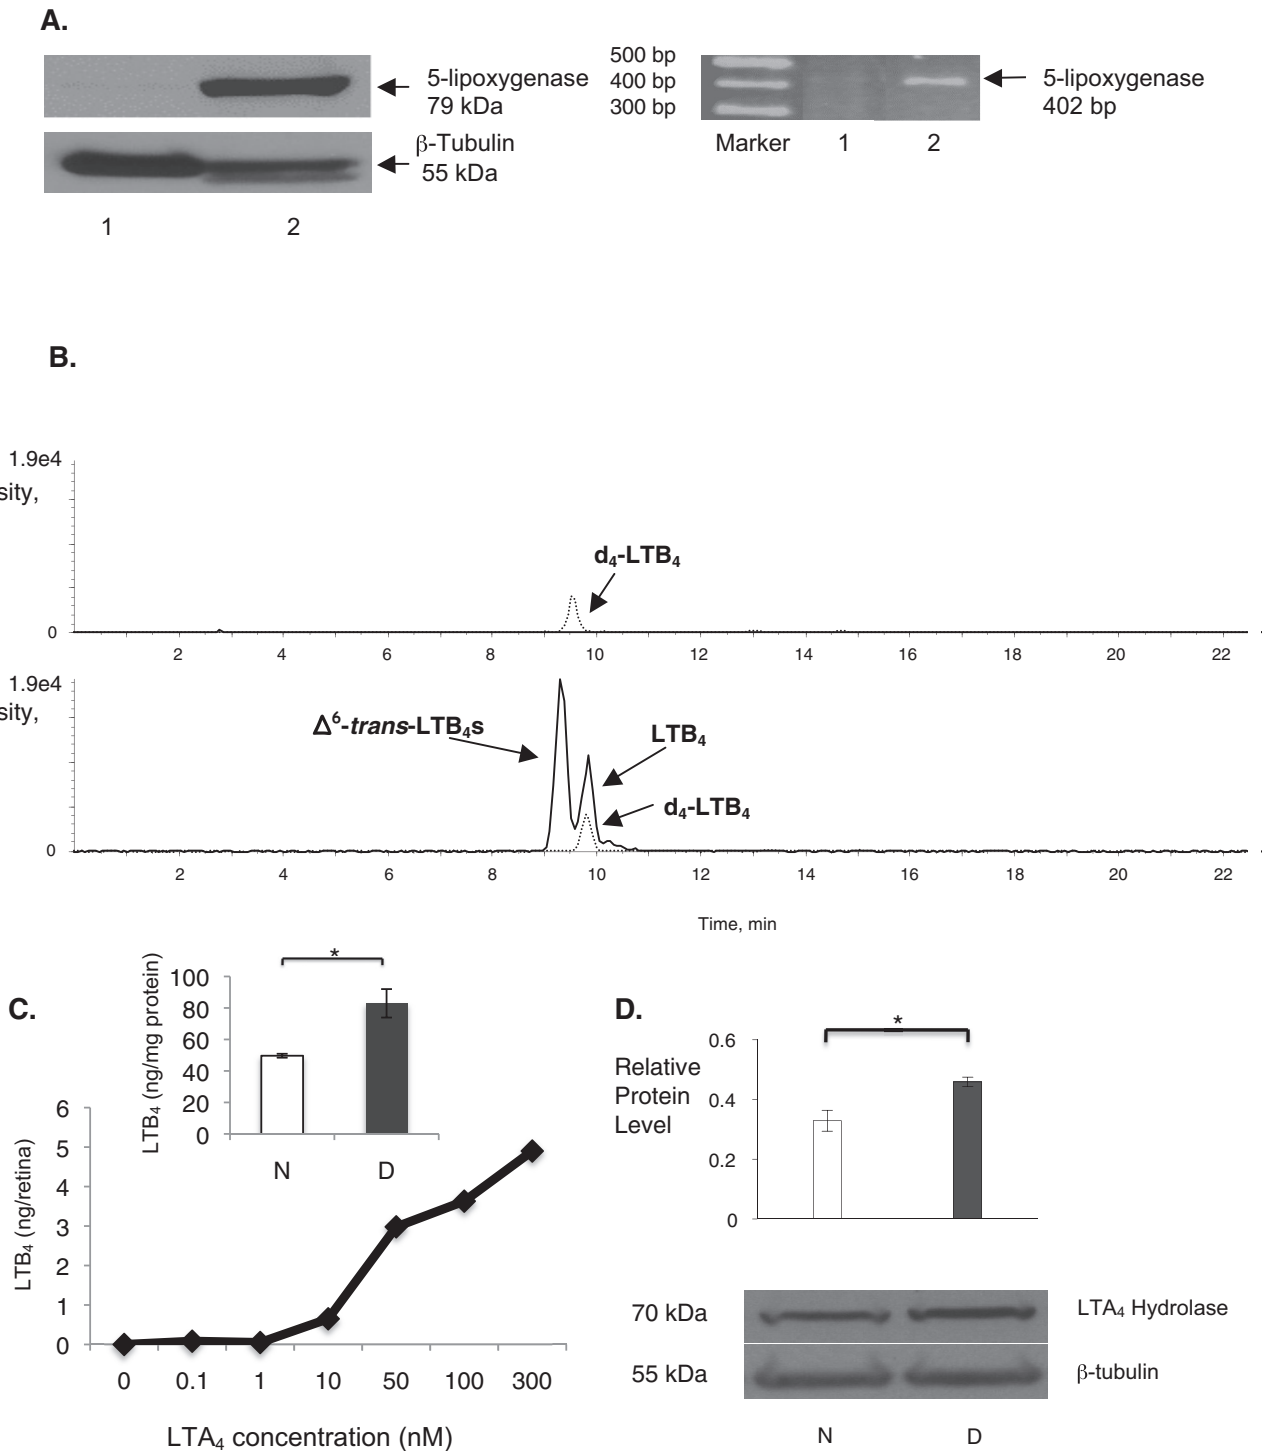 A.
5-lipoxygenase
79 kDa
β-Tubulin
55 kDa
1 2
500 bp
400 bp
300 bp
5-lipoxygenase
402 bp
Marker 1 2
B.
1.9e4
sity,
d4-LTB4
0
2 4 6 8 10 12 14 16 18 20 22
1.9e4
sity,
Δ6-trans-LTB4s
LTB4
d4-LTB4
0
2 4 6 8 10 12 14 16 18 20 22
Time, min
C.
LTB4 (ng/mg protein)
100
80
60
40
20
0
*
N D
LTB4 (ng/retina)
6
5
4
3
2
1
0
0 0.1 1 10 50 100 300
LTA4 concentration (nM)
D.
*
Relative
Protein
Level
0.6
0.4
0.2
0
70 kDa LTA4 Hydrolase
55 kDa β-tubulin
N D